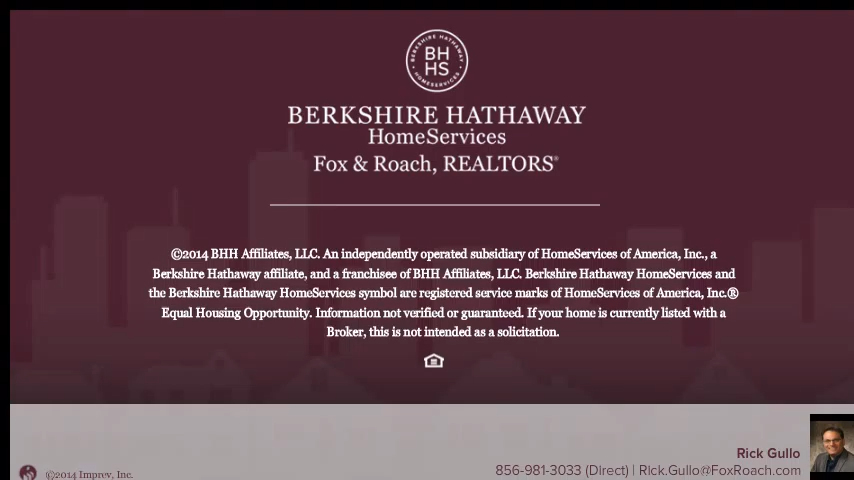 BERKSHIRE HATHAWAY
HOMESERVICES
BH
HS
BERKSHIRE HATHAWAY
HomeServices
Fox & Roach, REALTORS®
©2014 BHH Affiliates, LLC. An independently operated subsidiary of HomeServices of America, Inc., a
Berkshire Hathaway affiliate, and a franchisee of BHH Affiliates, LLC. Berkshire Hathaway HomeServices and
the Berkshire Hathaway HomeServices symbol are registered service marks of HomeServices of America, Inc.®
Equal Housing Opportunity. Information not verified or guaranteed. If your home is currently listed with a
Broker, this is not intended as a solicitation.
Rick Gullo
856-981-3033 (Direct) | RIck.Gullo@FoxRoach.com
©2014 Imprev, Inc.